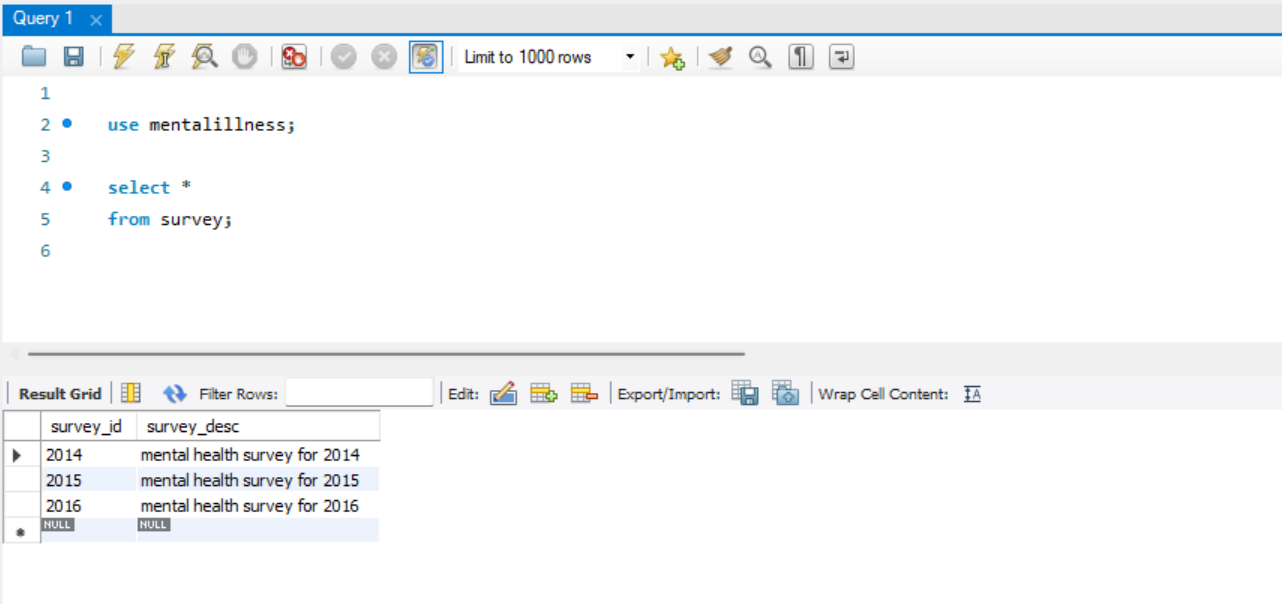 Query 1
Limit to 1000 rows
1
2 use mentalillness;
3
4 select *
5 from survey;
6
Result Grid Filter Rows: Edit: Export/Import: Wrap Cell Content:
survey_id survey_desc
2014 mental health survey for 2014
2015 mental health survey for 2015
2016 mental health survey for 2016
NULL NULL